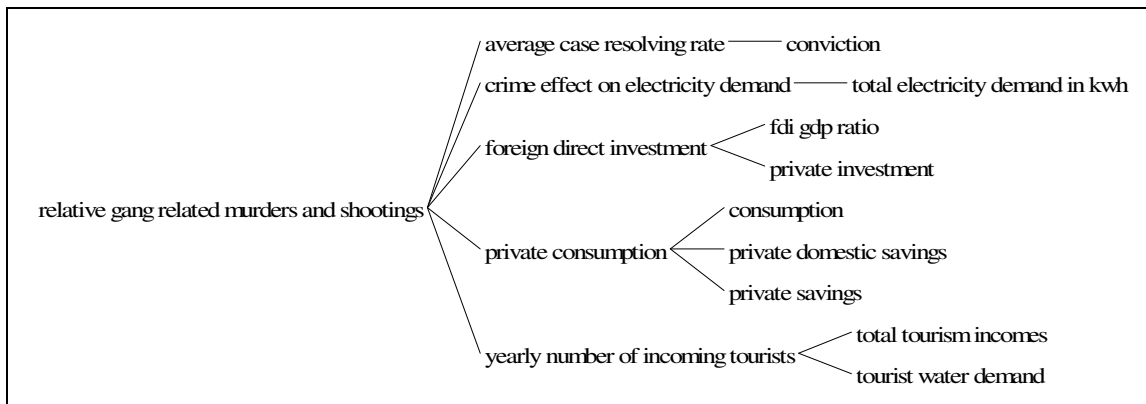 average case resolving rate
conviction
crime effect on electricity demand
total electricity demand in kwh
fdi gdp ratio
foreign direct investment
private investment
relative gang related murders and shootings
consumption
private consumption
private domestic savings
private savings
total tourism incomes
yearly number of incoming tourists
tourist water demand